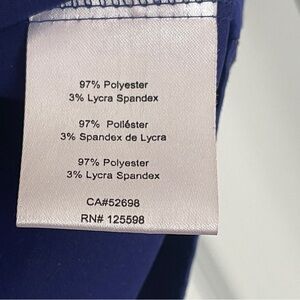 97% Polyester
3% Lycra Spandex
97% Poliéster
3% Spandex de Lycra
97% Polyester
3% Lycra Spandex
CA#52698
RN# 125598